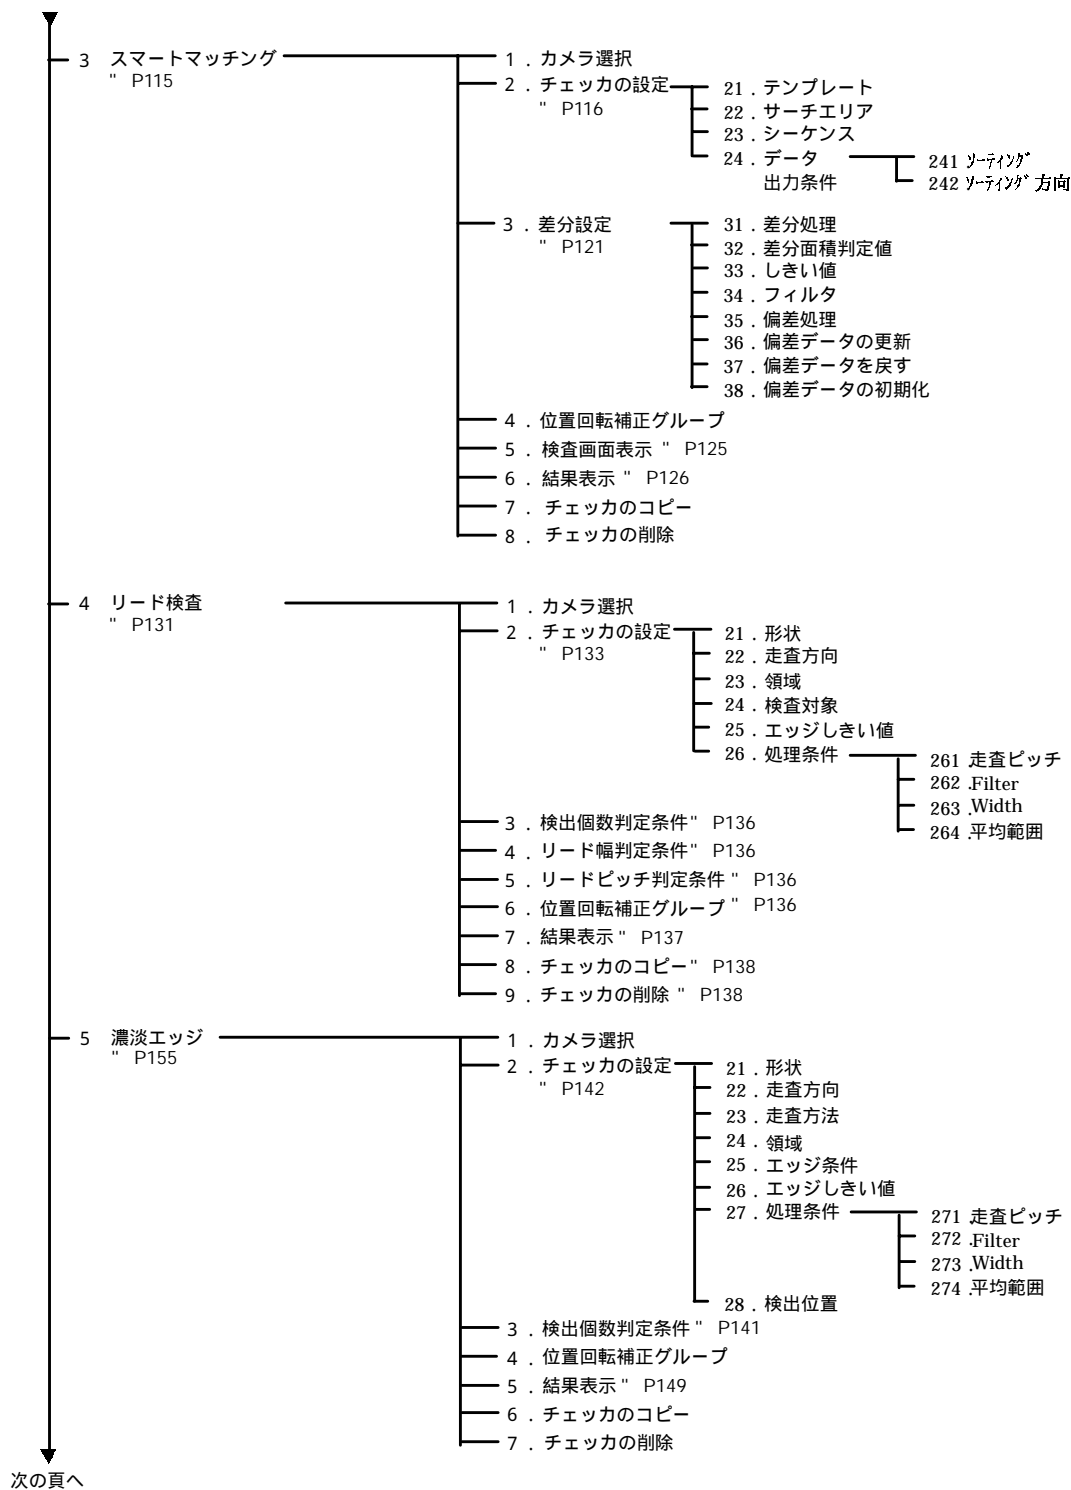 3 スマートマッチング
" P115
1 . カメラ選択
2 . チェッカの設定
" P116
21 . テンプレート
22 . サーチエリア
23 . シーケンス
24 . データ
出力条件
241 ｿｰﾃｨﾝｸﾞ
242 ｿｰﾃｨﾝｸﾞ方向
3 . 差分設定
" P121
31 . 差分処理
32 . 差分面積判定値
33 . しきい値
34 . フィルタ
35 . 偏差処理
36 . 偏差データの更新
37 . 偏差データを戻す
38 . 偏差データの初期化
4 . 位置回転補正グループ
5 . 検査画面表示 " P125
6 . 結果表示 " P126
7 . チェッカのコピー
8 . チェッカの削除
4 リード検査
" P131
1 . カメラ選択
2 . チェッカの設定
" P133
21 . 形状
22 . 走査方向
23 . 領域
24 . 検査対象
25 . エッジしきい値
26 . 処理条件
261 .走査ピッチ
262 .Filter
263 .Width
264 .平均範囲
3 . 検出個数判定条件" P136
4 . リード幅判定条件" P136
5 . リードピッチ判定条件 " P136
6 . 位置回転補正グループ " P136
7 . 結果表示 " P137
8 . チェッカのコピー" P138
9 . チェッカの削除 " P138
5 濃淡エッジ
" P155
1 . カメラ選択
2 . チェッカの設定
" P142
21 . 形状
22 . 走査方向
23 . 走査方法
24 . 領域
25 . エッジ条件
26 . エッジしきい値
27 . 処理条件
271 .走査ピッチ
272 .Filter
273 .Width
274 .平均範囲
28 . 検出位置
3 . 検出個数判定条件 " P141
4 . 位置回転補正グループ
5 . 結果表示 " P149
6 . チェッカのコピー
7 . チェッカの削除
次の頁へ